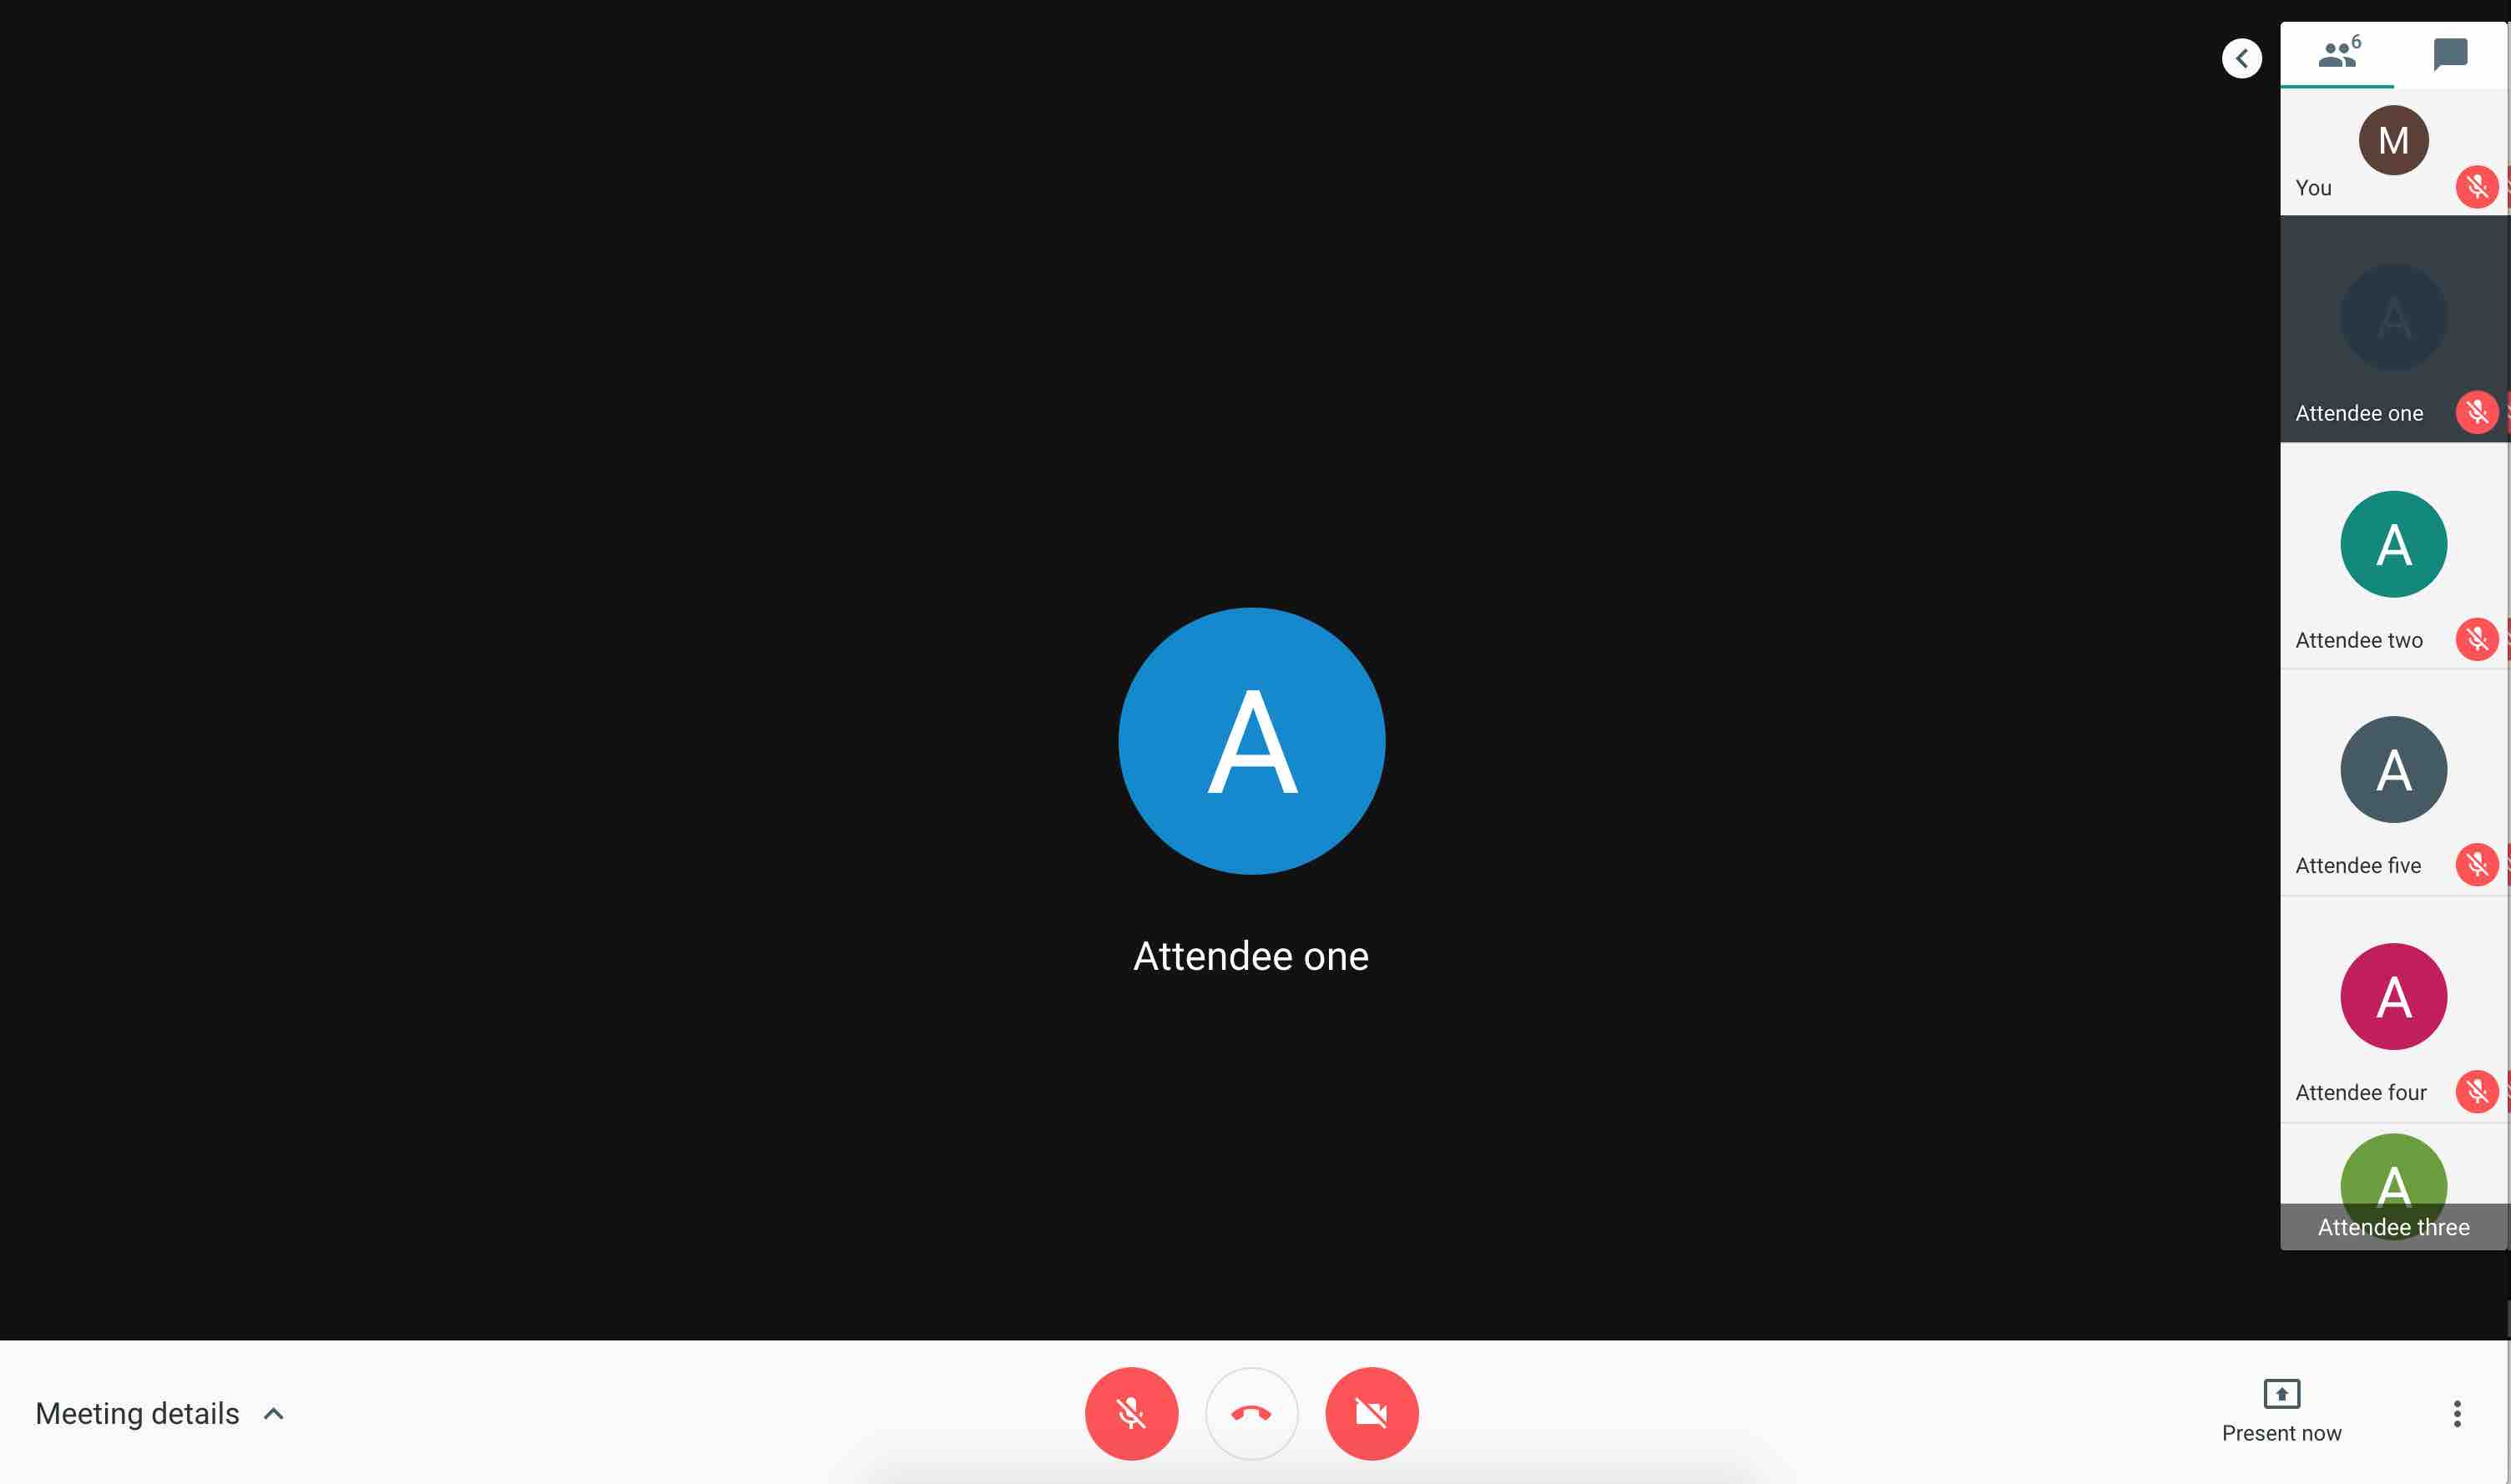 6
M
You
A
Attendee one
A
Attendee two
A
Attendee five
A
Attendee four
A
Attendee three
A
Attendee one
Meeting details
Present now